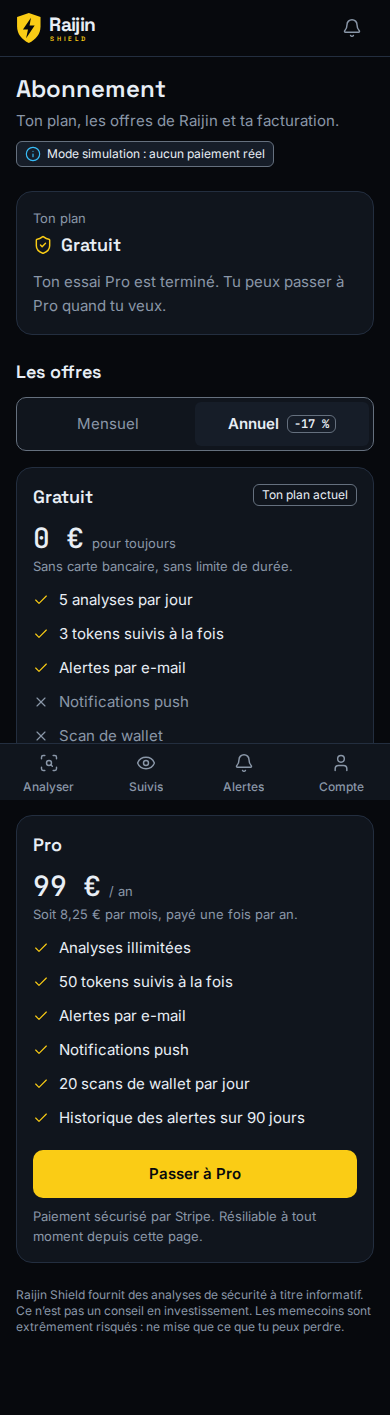 Raijin
SHIELD
Abonnement
Ton plan, les offres de Raijin et ta facturation.
Mode simulation : aucun paiement réel
Ton plan
Gratuit
Ton essai Pro est terminé. Tu peux passer à
Pro quand tu veux.
Les offres
Mensuel Annuel -17 %
Gratuit Ton plan actuel
0 € pour toujours
Sans carte bancaire, sans limite de durée.
5 analyses par jour
3 tokens suivis à la fois
Alertes par e-mail
Notifications push
Scan de wallet
Analyser Suivis Alertes Compte
Pro
99 € / an
Soit 8,25 € par mois, payé une fois par an.
Analyses illimitées
50 tokens suivis à la fois
Alertes par e-mail
Notifications push
20 scans de wallet par jour
Historique des alertes sur 90 jours
Passer à Pro
Paiement sécurisé par Stripe. Résiliable à tout
moment depuis cette page.
Raijin Shield fournit des analyses de sécurité à titre informatif.
Ce n'est pas un conseil en investissement. Les memecoins sont
extrêmement risqués : ne mise que ce que tu peux perdre.